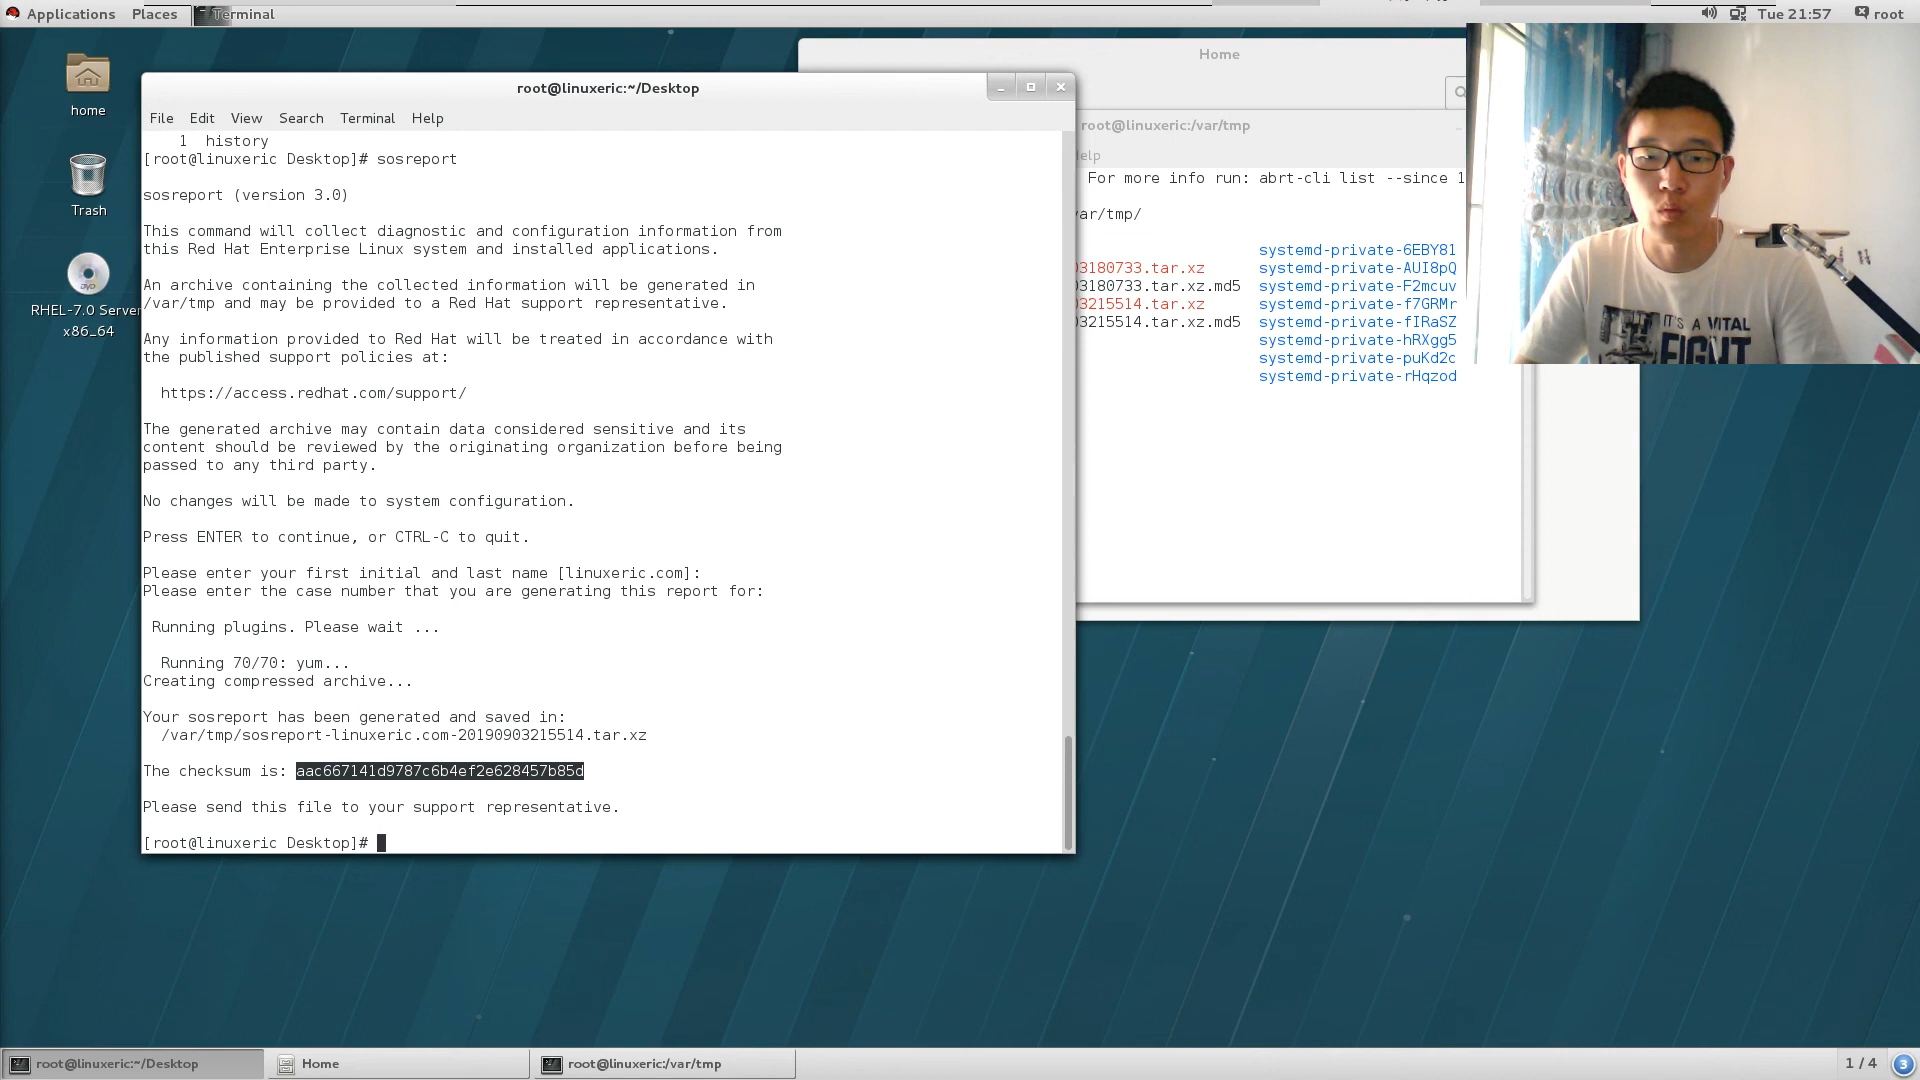 Applications Places Terminal
Tue 21:57 root
home
Trash
RHEL-7.0 Server
x86_64
Home
root@linuxeric:~/Desktop
File Edit View Search Terminal Help
1 history
[root@linuxeric Desktop]# sosreport
sosreport (version 3.0)
This command will collect diagnostic and configuration information from
this Red Hat Enterprise Linux system and installed applications.
An archive containing the collected information will be generated in
/var/tmp and may be provided to a Red Hat support representative.
Any information provided to Red Hat will be treated in accordance with
the published support policies at:
https://access.redhat.com/support/
The generated archive may contain data considered sensitive and its
content should be reviewed by the originating organization before being
passed to any third party.
No changes will be made to system configuration.
Press ENTER to continue, or CTRL-C to quit.
Please enter your first initial and last name [linuxeric.com]:
Please enter the case number that you are generating this report for:
Running plugins. Please wait ...
Running 70/70: yum...
Creating compressed archive...
Your sosreport has been generated and saved in:
/var/tmp/sosreport-linuxeric.com-20190903215514.tar.xz
The checksum is: aac667141d9787c6b4ef2e628457b85d
Please send this file to your support representative.
[root@linuxeric Desktop]#
root@linuxeric:/var/tmp
elp
For more info run: abrt-cli list --since 1
var/tmp/
systemd-private-6EBY81
03180733.tar.xz systemd-private-AUI8pQ
03180733.tar.xz.md5 systemd-private-F2mcuv
03215514.tar.xz systemd-private-f7GRMr
03215514.tar.xz.md5 systemd-private-fIRaSZ
systemd-private-hRXgg5
systemd-private-puKd2c
systemd-private-rHqzod
IT'S A VITAL
FIGHT
root@linuxeric:~/Desktop
Home
root@linuxeric:/var/tmp
1 / 4
3